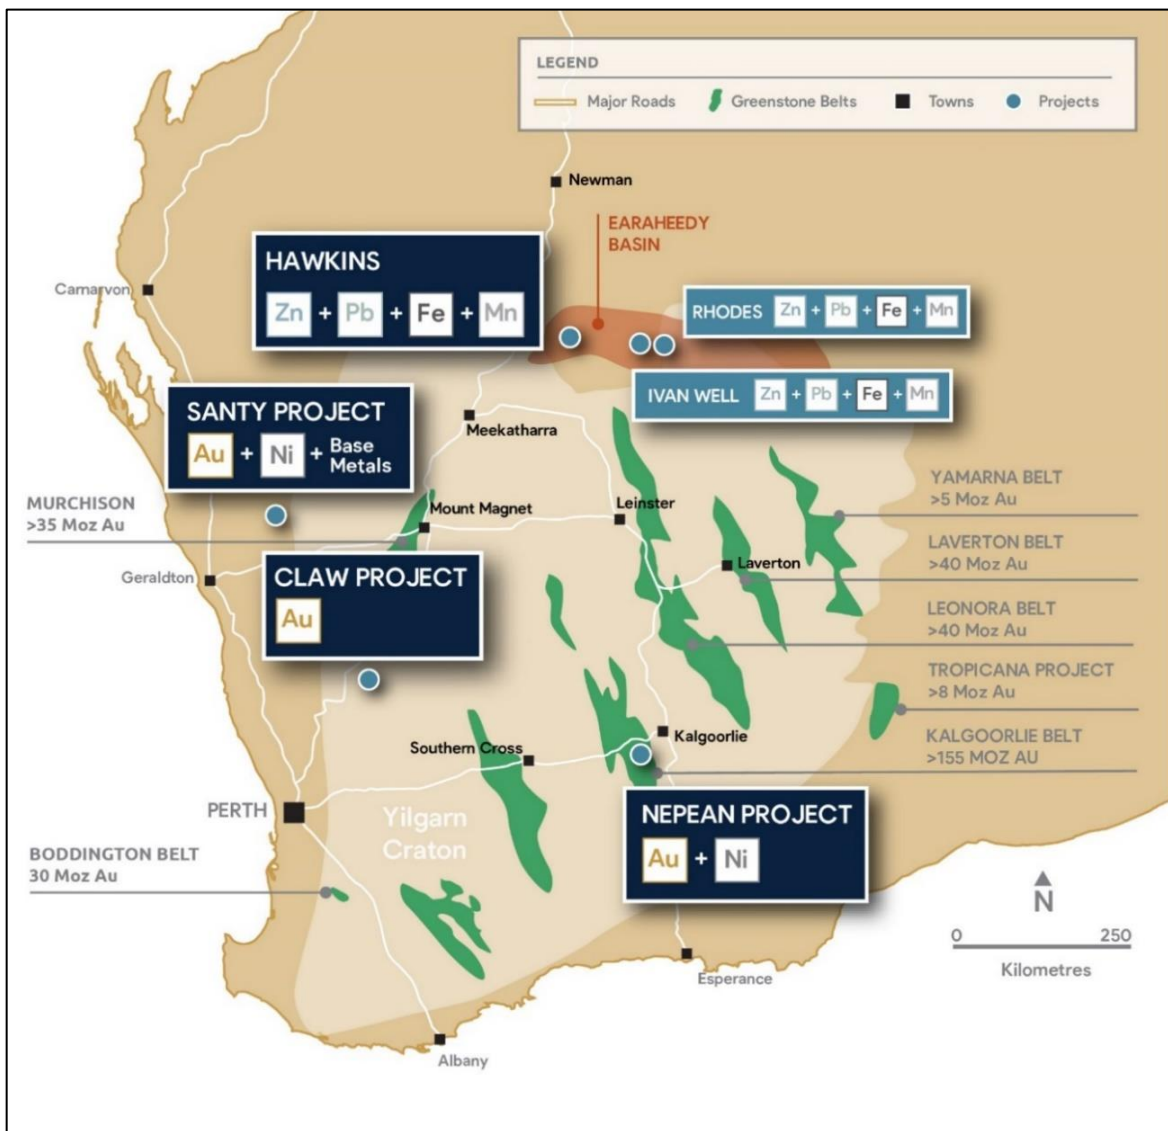 LEGEND
Major Roads
Greenstone Belts
Towns
Projects
Newman
EARAHEEDY
BASIN
HAWKINS
Zn + Pb + Fe + Mn
Carnarvon
RHODES Zn + Pb + Fe + Mn
IVAN WELL Zn + Pb + Fe + Mn
SANTY PROJECT
Au + Ni + Base
Metals
Meekatharra
MURCHISON
>35 Moz Au
Mount Magnet
Leinster
YAMARNA BELT
>5 Moz Au
Geraldton
CLAW PROJECT
Au
Laverton
LAVERTON BELT
>40 Moz Au
LEONORA BELT
>40 Moz Au
TROPICANA PROJECT
>8 Moz Au
Kalgoorlie
KALGOORLIE BELT
>155 MOZ AU
Southern Cross
PERTH
Yilgarn
Craton
NEPEAN PROJECT
Au + Ni
BODDINGTON BELT
30 Moz Au
N
0 250
Kilometres
Esperance
Albany